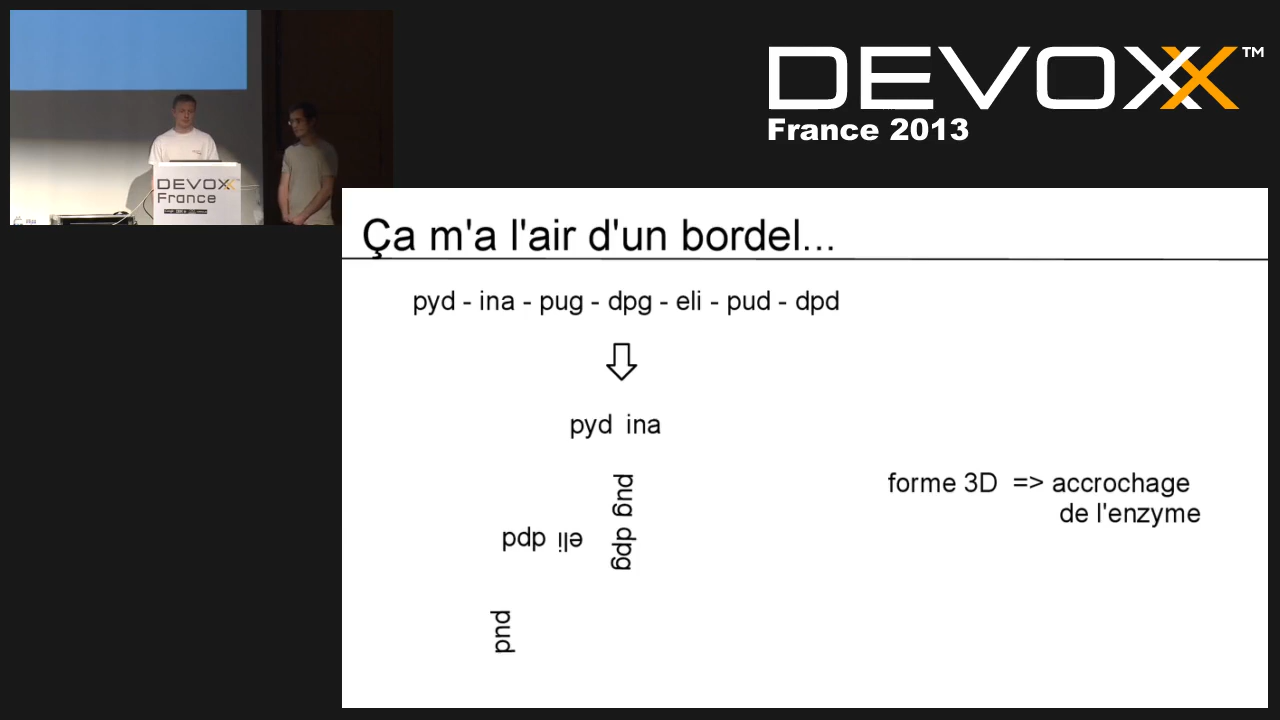 DEVOXX™
France 2013
DEVOXX
France
Ça m'a l'air d'un bordel...
pyd - ina - pug - dpg - eli - pud - dpd
pyd ina
pug dpg
eli dpd
pud
forme 3D => accrochage
de l'enzyme